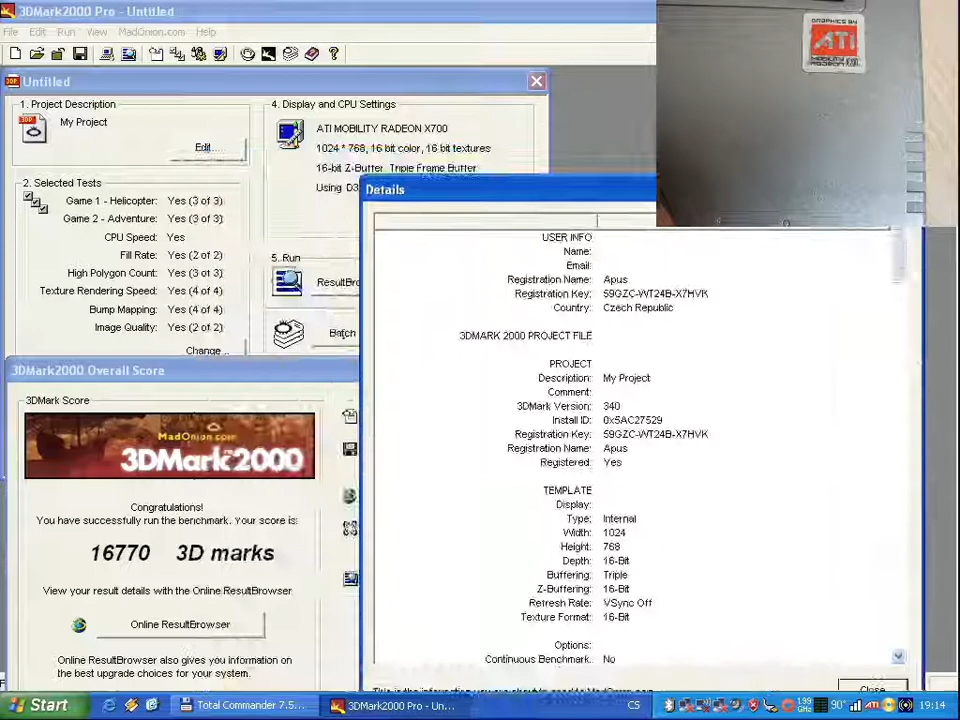 3DMark2000 Pro - Untitled
File Edit Run View MadOnion.com Help
Untitled
1. Project Description
My Project
Edit...
2. Selected Tests
Game 1 - Helicopter: Yes (3 of 3)
Game 2 - Adventure: Yes (3 of 3)
CPU Speed: Yes
Fill Rate: Yes (2 of 2)
High Polygon Count: Yes (3 of 3)
Texture Rendering Speed: Yes (4 of 4)
Bump Mapping: Yes (4 of 4)
Image Quality: Yes (2 of 2)
Change...
4. Display and CPU Settings
ATI MOBILITY RADEON X700
1024 * 768, 16 bit color, 16 bit textures
16-bit Z-Buffer, Triple Frame Buffer
Using D3
5. Run
ResultBro
Batch
GRAPHICS BY
ATI
MOBILITY
RADEON
3DMark2000 Overall Score
3DMark Score
MadOnion.com
3DMark2000
Congratulations!
You have successfully run the benchmark. Your score is:
16770 3D marks
View your result details with the Online ResultBrowser
Online ResultBrowser
Online ResultBrowser also gives you information on
the best upgrade choices for your system.
Details
USER INFO
Name:
Email:
Registration Name: Apus
Registration Key: 59GZC-WT24B-X7HVK
Country: Czech Republic
3DMARK 2000 PROJECT FILE
PROJECT
Description: My Project
Comment:
3DMark Version: 340
Install ID: 0x5AC27529
Registration Key: 59GZC-WT24B-X7HVK
Registration Name: Apus
Registered: Yes
TEMPLATE
Display:
Type: Internal
Width: 1024
Height: 768
Depth: 16-Bit
Buffering: Triple
Z-Buffering: 16-Bit
Refresh Rate: VSync Off
Texture Format: 16-Bit
Options:
Continuous Benchmark: No
Close
Start
Total Commander 7.5...
3DMark2000 Pro - Un...
CS
90°
19:14